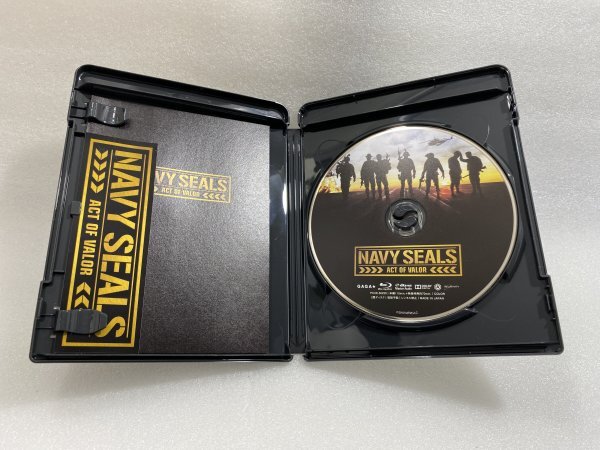 NAVY SEALS
ACT OF VALOR
NAVY SEALS
ACT OF VALOR
NAVY SEALS
ACT OF VALOR
GAGA
MADE IN JAPAN